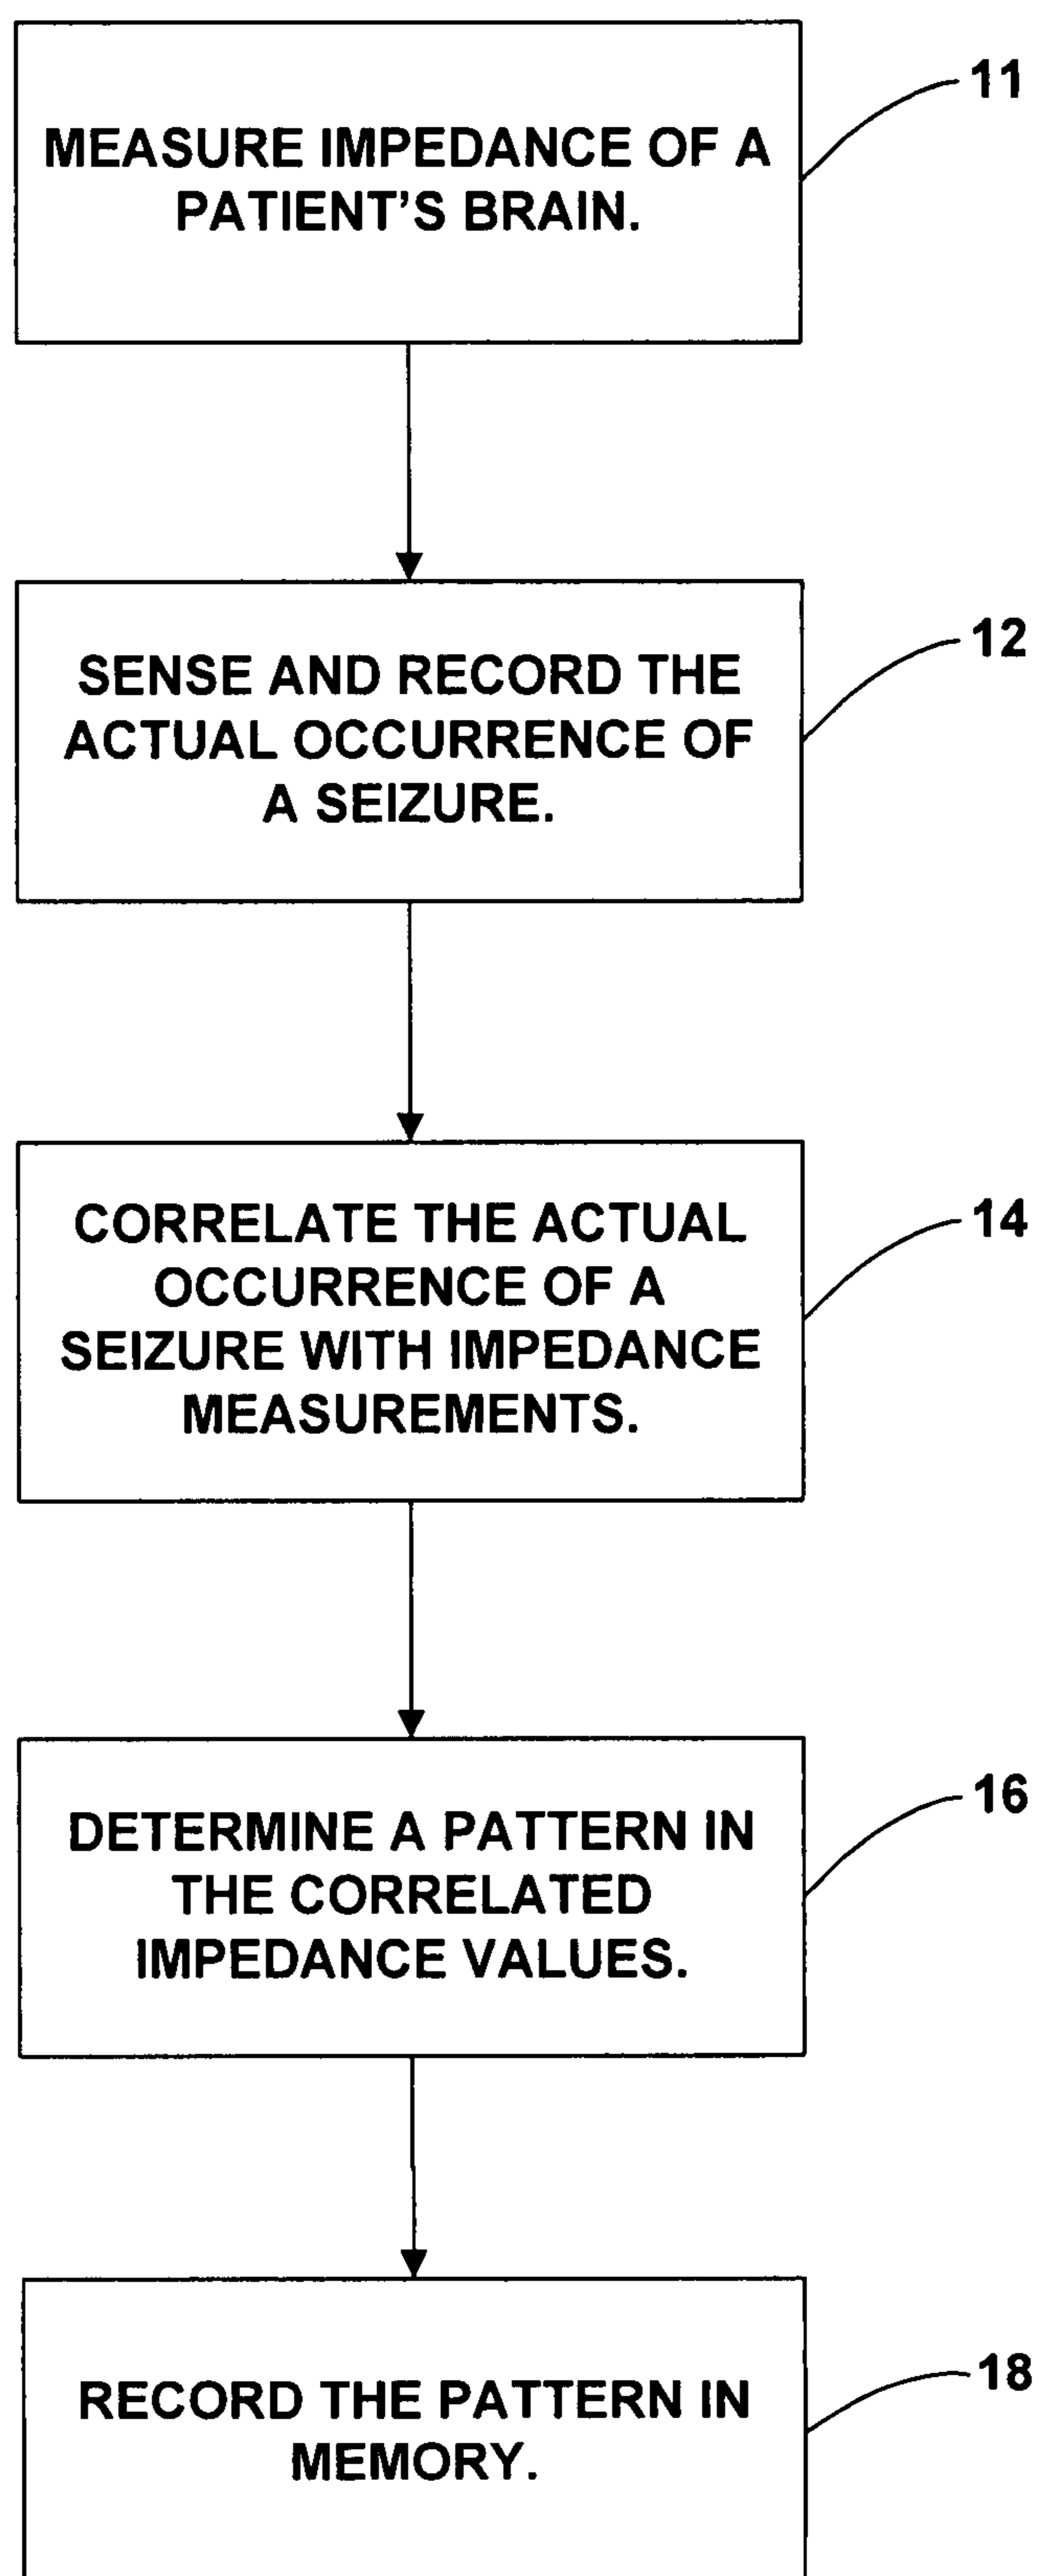 MEASURE IMPEDANCE OF A
PATIENT'S BRAIN.
11
SENSE AND RECORD THE
ACTUAL OCCURRENCE OF
A SEIZURE.
12
CORRELATE THE ACTUAL
OCCURRENCE OF A
SEIZURE WITH IMPEDANCE
MEASUREMENTS.
14
DETERMINE A PATTERN IN
THE CORRELATED
IMPEDANCE VALUES.
16
RECORD THE PATTERN IN
MEMORY.
18